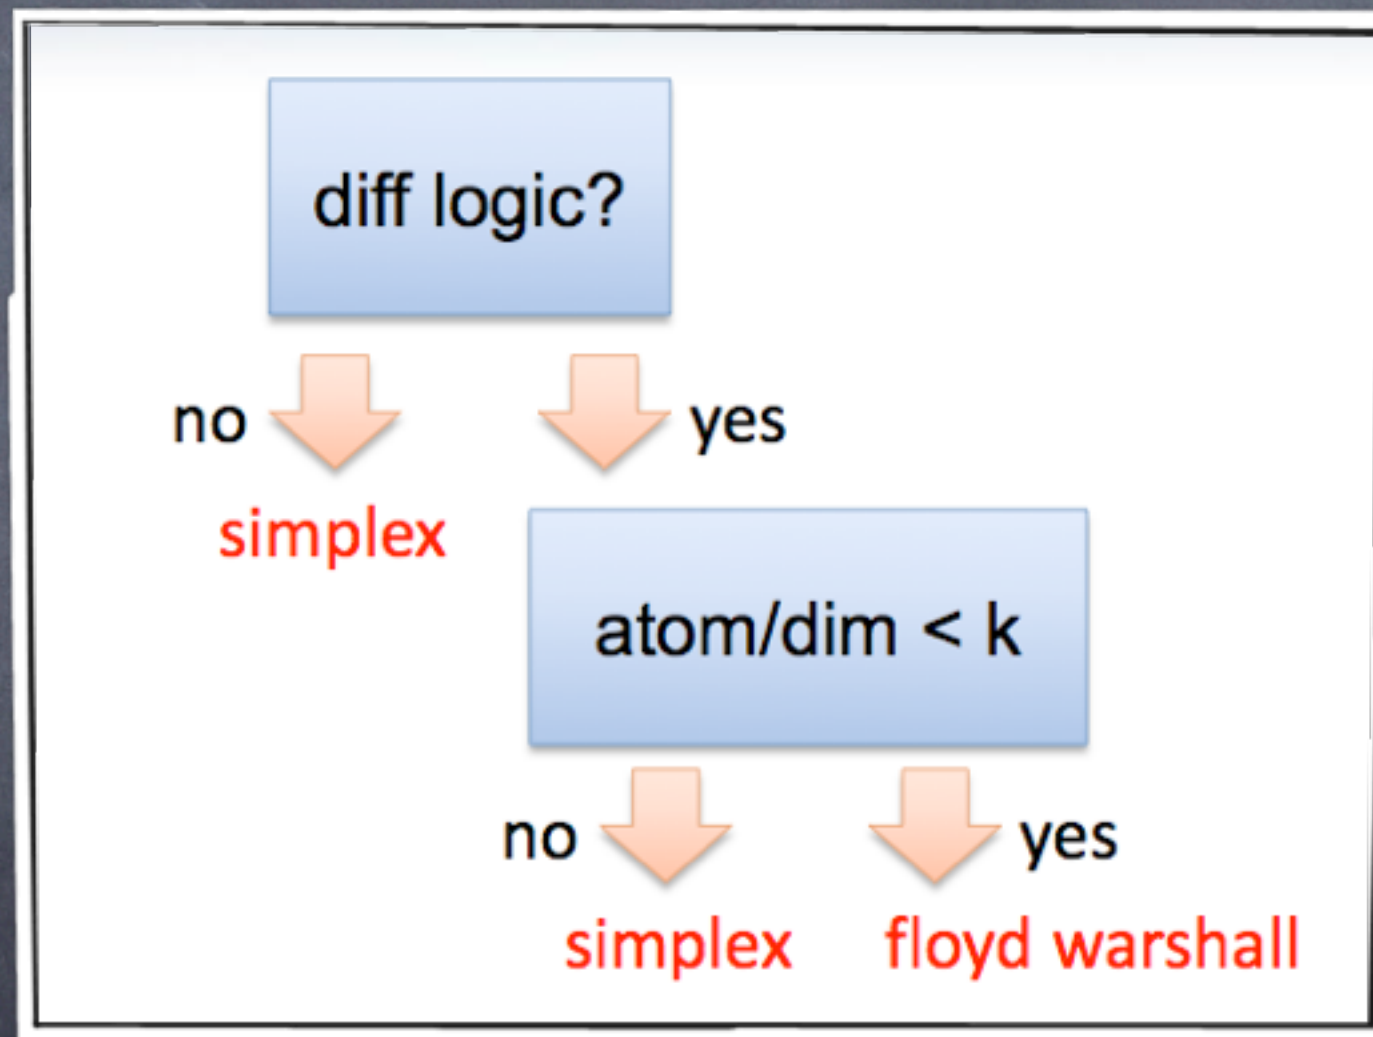 diff logic?
no
yes
simplex
atom/dim < k
no
yes
simplex
floyd warshall